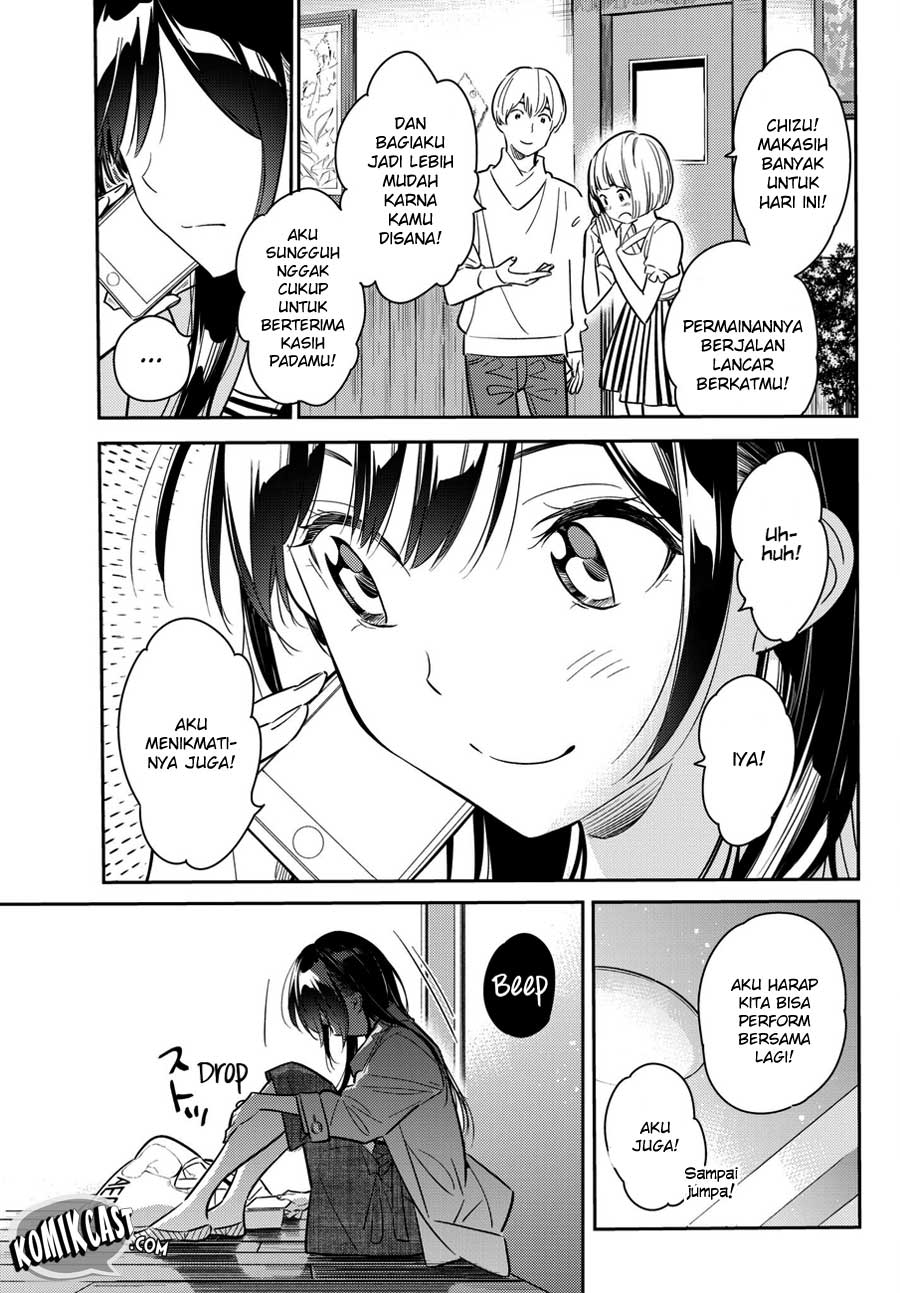 CHIZU!
MAKASIH
BANYAK
UNTUK
HARI INI!
PERMAINANNYA
BERJALAN
LANCAR
BERKATMU!
DAN
BAGIAKU
JADI LEBIH
MUDAH
KARNA
KAMU
DISANA!
AKU
SUNGGUH
NGGAK
CUKUP
UNTUK
BERTERIMA
KASIH
PADAMU!
...
Uh-
huh!
IYA!
AKU
MENIKMATI-
NYA JUGA!
AKU HARAP
KITA BISA
PERFORM
BERSAMA
LAGI!
AKU
JUGA!
Sampai
jumpa!
Beep
Drop
ストッ
KOMIKCAST
.COM